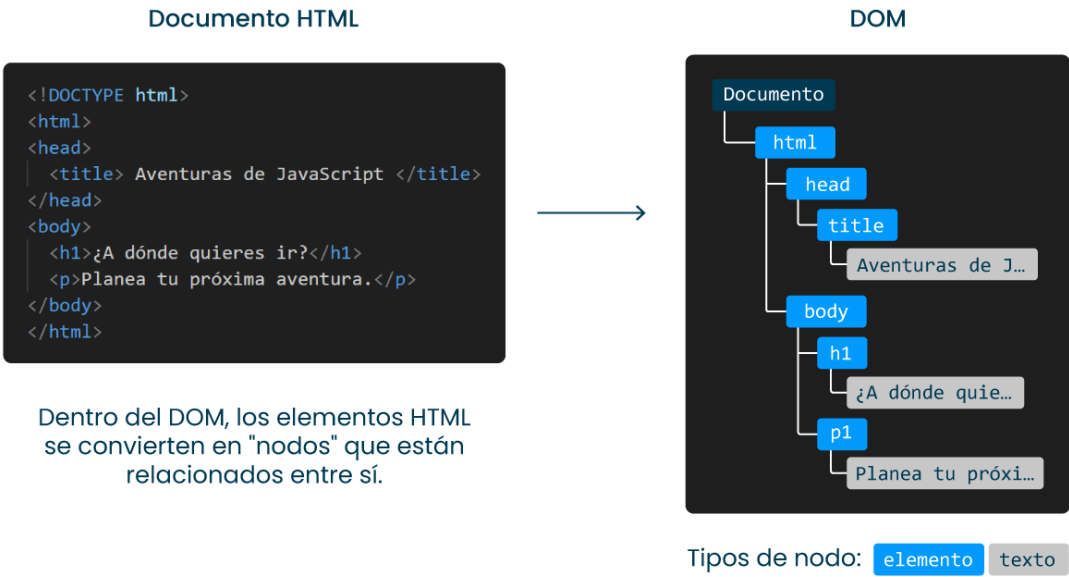 Documento HTML
<!DOCTYPE html>
<html>
<head>
<title> Aventuras de JavaScript </title>
</head>
<body>
<h1>¿A dónde quieres ir?</h1>
<p>Planea tu próxima aventura.</p>
</body>
</html>
Dentro del DOM, los elementos HTML
se convierten en "nodos" que están
relacionados entre sí.
DOM
Documento
html
head
title
Aventuras de J…
body
h1
¿A dónde quie…
p1
Planea tu próxi…
Tipos de nodo: elemento texto